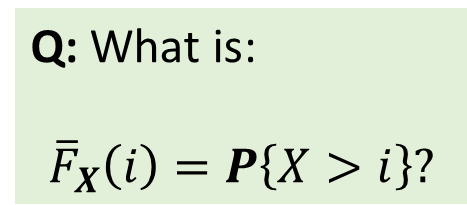 Q: What is:
F̅_X(i) = P{X > i}?